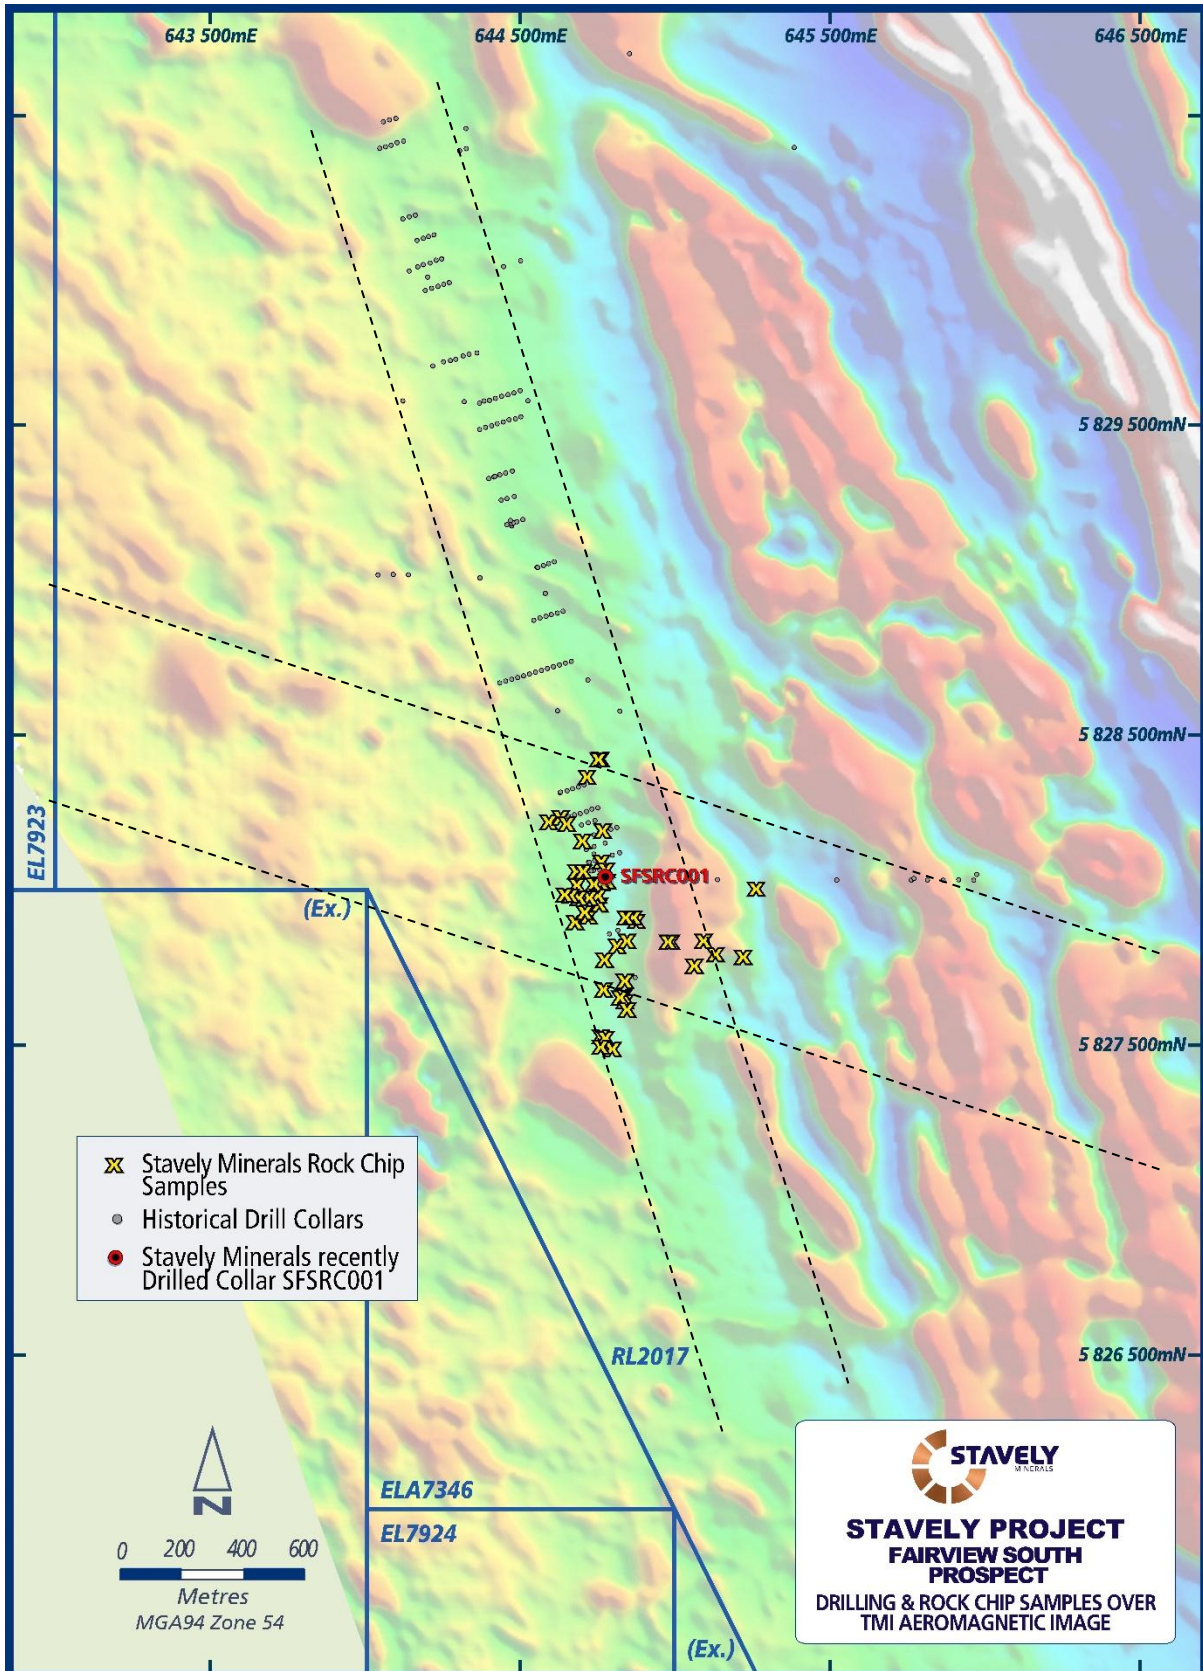 643 500mE
644 500mE
645 500mE
646 500mE
5 829 500mN
5 828 500mN
EL7923
SFSRC001
(Ex.)
5 827 500mN
Stavely Minerals Rock Chip
Samples
Historical Drill Collars
Stavely Minerals recently
Drilled Collar SFSRC001
RL2017
5 826 500mN
N
ELA7346
EL7924
0 200 400 600
Metres
MGA94 Zone 54
(Ex.)
STAVELY
MINERALS
STAVELY PROJECT
FAIRVIEW SOUTH
PROSPECT
DRILLING & ROCK CHIP SAMPLES OVER
TMI AEROMAGNETIC IMAGE